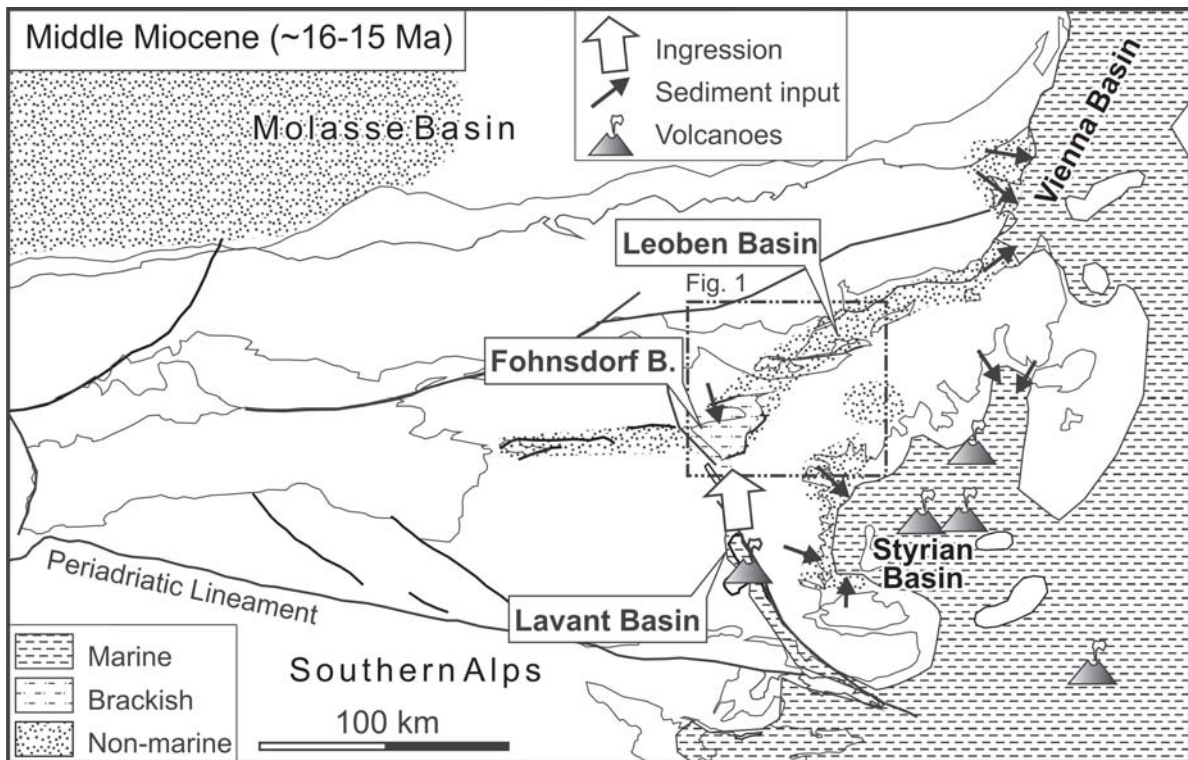 Middle Miocene (~16-15 Ma)
Ingression
Sediment input
Volcanoes
Molasse Basin
Vienna Basin
Leoben Basin
Fig. 1
Fohnsdorf B.
Styrian
Basin
Periadriatic Lineament
Lavant Basin
Southern Alps
100 km
Marine
Brackish
Non-marine